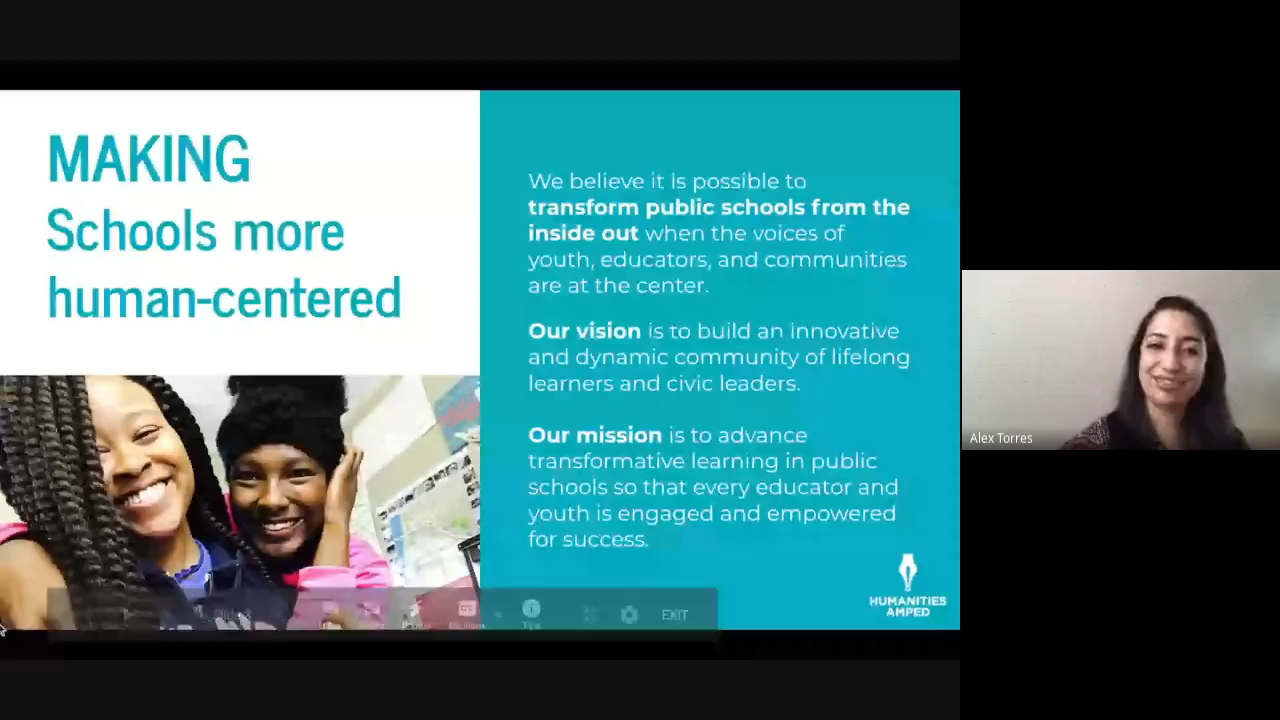 MAKING
Schools more
human-centered
We believe it is possible to
transform public schools from the
inside out when the voices of
youth, educators, and communities
are at the center.
Our vision is to build an innovative
and dynamic community of lifelong
learners and civic leaders.
Our mission is to advance
transformative learning in public
schools so that every educator and
youth is engaged and empowered
for success.
HUMANITIES
AMPED
Slide 3
EXIT
Alex Torres